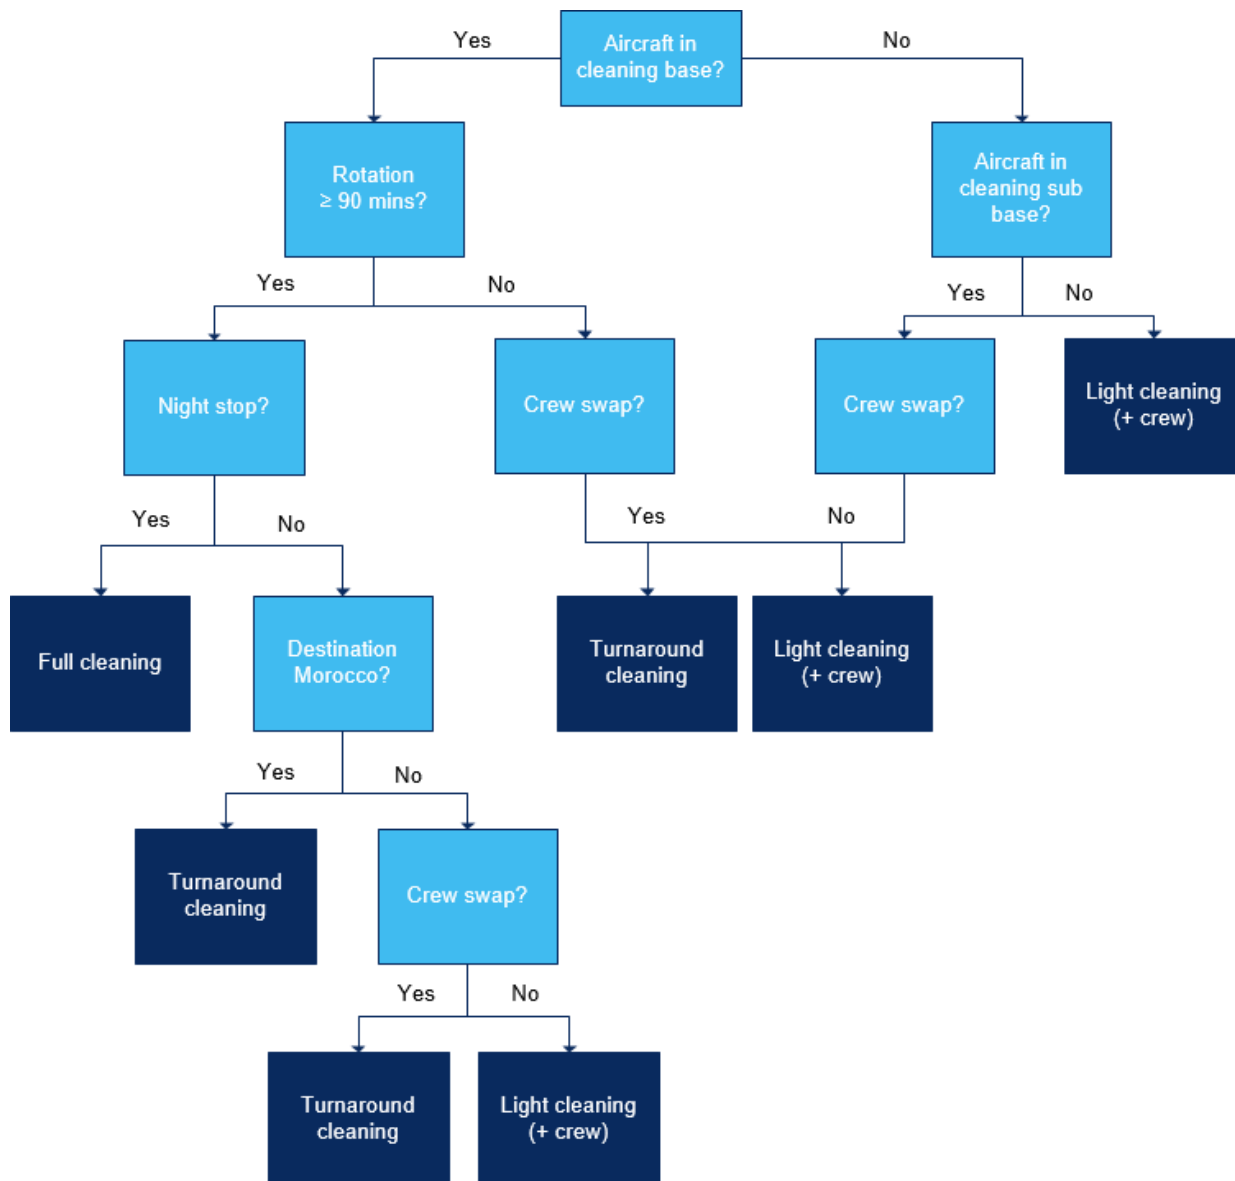 Yes
Aircraft in
cleaning base?
No
Rotation
≥ 90 mins?
Aircraft in
cleaning sub
base?
Yes
No
Yes
No
Night stop?
Crew swap?
Crew swap?
Light cleaning
(+ crew)
Yes
No
Yes
No
Full cleaning
Destination
Morocco?
Turnaround
cleaning
Light cleaning
(+ crew)
Yes
No
Turnaround
cleaning
Crew swap?
Yes
No
Turnaround
cleaning
Light cleaning
(+ crew)